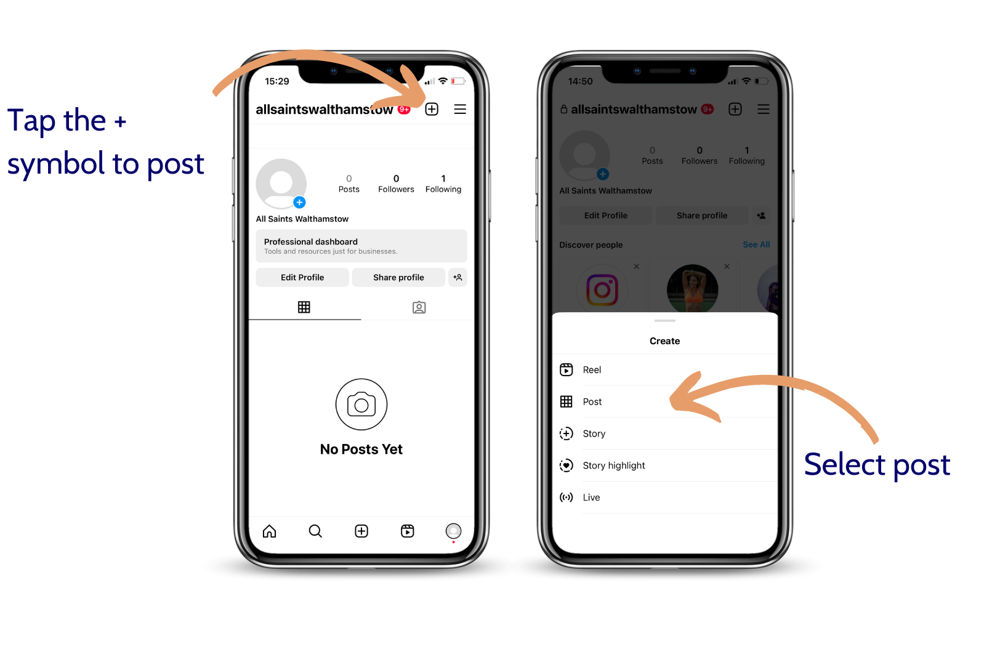 Tap the +
symbol to post
15:29
allsaintswalthamstow 9+
0 0 1
Posts Followers Following
All Saints Walthamstow
Professional dashboard
Tools and resources just for businesses.
Edit Profile Share profile
No Posts Yet
14:50
allsaintswalthamstow 9+
0 0 1
Posts Followers Following
All Saints Walthamstow
Edit Profile Share profile
Discover people See All
Create
Reel
Post
Story
Story highlight
Live
Select post